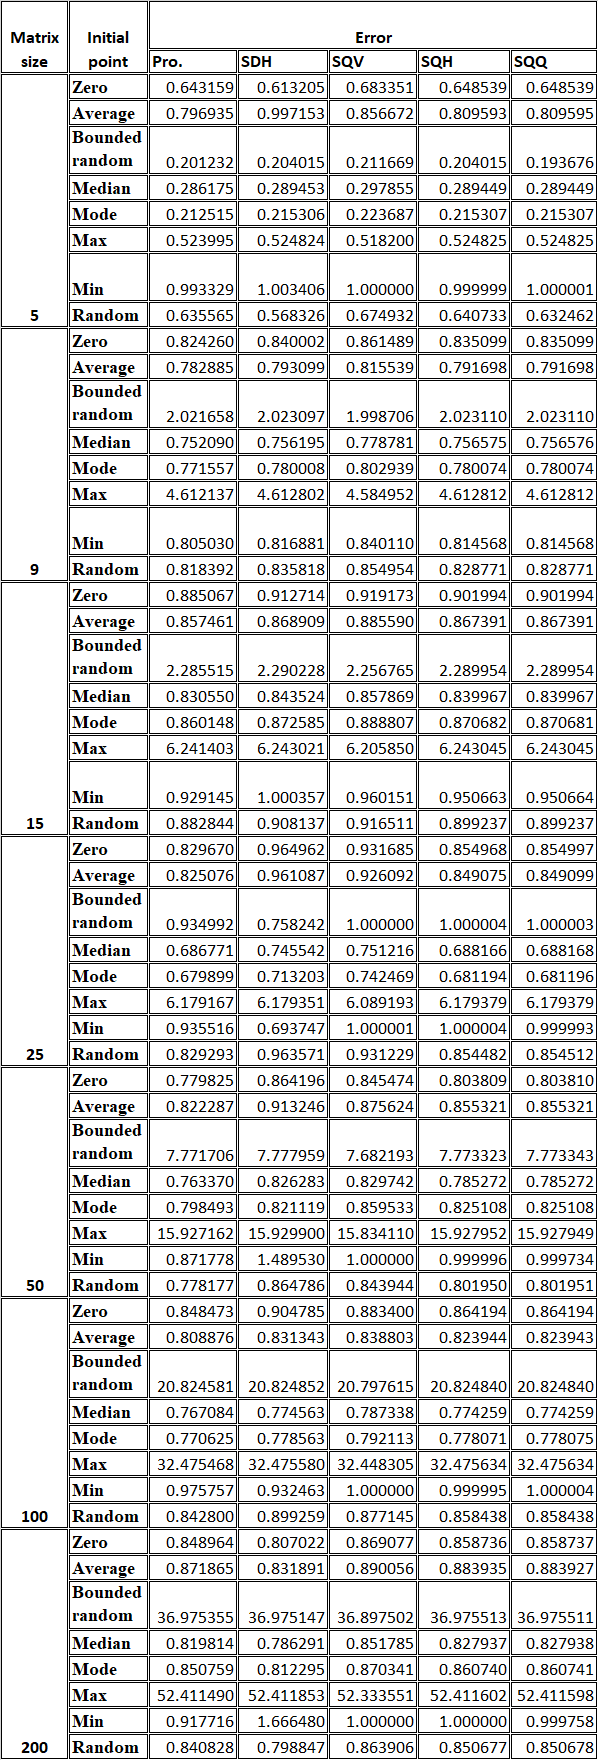 Matrix size Initial point Error
Pro. SDH SQV SQH SQQ
Zero 0.643159 0.613205 0.683351 0.648539 0.648539
Average 0.796935 0.997153 0.856672 0.809593 0.809595
Bounded
random 0.201232 0.204015 0.211669 0.204015 0.193676
Median 0.286175 0.289453 0.297855 0.289449 0.289449
Mode 0.212515 0.215306 0.223687 0.215307 0.215307
Max 0.523995 0.524824 0.518200 0.524825 0.524825
Min 0.993329 1.003406 1.000000 0.999999 1.000001
5 Random 0.635565 0.568326 0.674932 0.640733 0.632462
Zero 0.824260 0.840002 0.861489 0.835099 0.835099
Average 0.782885 0.793099 0.815539 0.791698 0.791698
Bounded
random 2.021658 2.023097 1.998706 2.023110 2.023110
Median 0.752090 0.756195 0.778781 0.756575 0.756576
Mode 0.771557 0.780008 0.802939 0.780074 0.780074
Max 4.612137 4.612802 4.584952 4.612812 4.612812
Min 0.805030 0.816881 0.840110 0.814568 0.814568
9 Random 0.818392 0.835818 0.854954 0.828771 0.828771
Zero 0.885067 0.912714 0.919173 0.901994 0.901994
Average 0.857461 0.868909 0.885590 0.867391 0.867391
Bounded
random 2.285515 2.290228 2.256765 2.289954 2.289954
Median 0.830550 0.843524 0.857869 0.839967 0.839967
Mode 0.860148 0.872585 0.888807 0.870682 0.870681
Max 6.241403 6.243021 6.205850 6.243045 6.243045
Min 0.929145 1.000357 0.960151 0.950663 0.950664
15 Random 0.882844 0.908137 0.916511 0.899237 0.899237
Zero 0.829670 0.964962 0.931685 0.854968 0.854997
Average 0.825076 0.961087 0.926092 0.849075 0.849099
Bounded
random 0.934992 0.758242 1.000000 1.000004 1.000003
Median 0.686771 0.745542 0.751216 0.688166 0.688168
Mode 0.679899 0.713203 0.742469 0.681194 0.681196
Max 6.179167 6.179351 6.089193 6.179379 6.179379
Min 0.935516 0.693747 1.000001 1.000004 0.999993
25 Random 0.829293 0.963571 0.931229 0.854482 0.854512
Zero 0.779825 0.864196 0.845474 0.803809 0.803810
Average 0.822287 0.913246 0.875624 0.855321 0.855321
Bounded
random 7.771706 7.777959 7.682193 7.773323 7.773343
Median 0.763370 0.826283 0.829742 0.785272 0.785272
Mode 0.798493 0.821119 0.859533 0.825108 0.825108
Max 15.927162 15.929900 15.834110 15.927952 15.927949
Min 0.871778 1.489530 1.000000 0.999996 0.999734
50 Random 0.778177 0.864786 0.843944 0.801950 0.801951
Zero 0.848473 0.904785 0.883400 0.864194 0.864194
Average 0.808876 0.831343 0.838803 0.823944 0.823943
Bounded
random 20.824581 20.824852 20.797615 20.824840 20.824840
Median 0.767084 0.774563 0.787338 0.774259 0.774259
Mode 0.770625 0.778563 0.792113 0.778071 0.778075
Max 32.475468 32.475580 32.448305 32.475634 32.475634
Min 0.975757 0.932463 1.000000 0.999995 1.000004
100 Random 0.842800 0.899259 0.877145 0.858438 0.858438
Zero 0.848964 0.807022 0.869077 0.858736 0.858737
Average 0.871865 0.831891 0.890056 0.883935 0.883927
Bounded
random 36.975355 36.975147 36.897502 36.975513 36.975511
Median 0.819814 0.786291 0.851785 0.827937 0.827938
Mode 0.850759 0.812295 0.870341 0.860740 0.860741
Max 52.411490 52.411853 52.333551 52.411602 52.411598
Min 0.917716 1.666480 1.000000 1.000000 0.999758
200 Random 0.840828 0.798847 0.863906 0.850677 0.850678